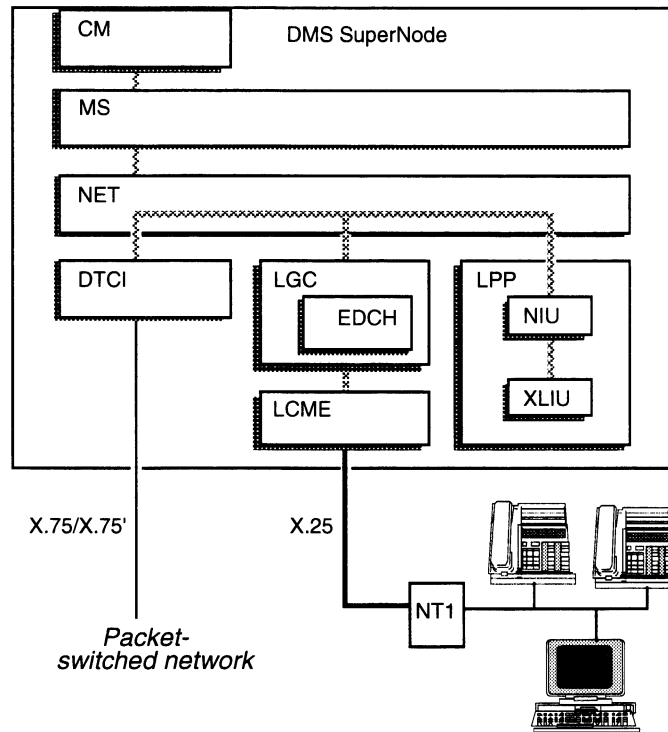 CM
DMS SuperNode
MS
NET
DTCI
LGC
LPP
EDCH
NIU
LCME
XLIU
X.75/X.75'
X.25
NT1
Packet-
switched network